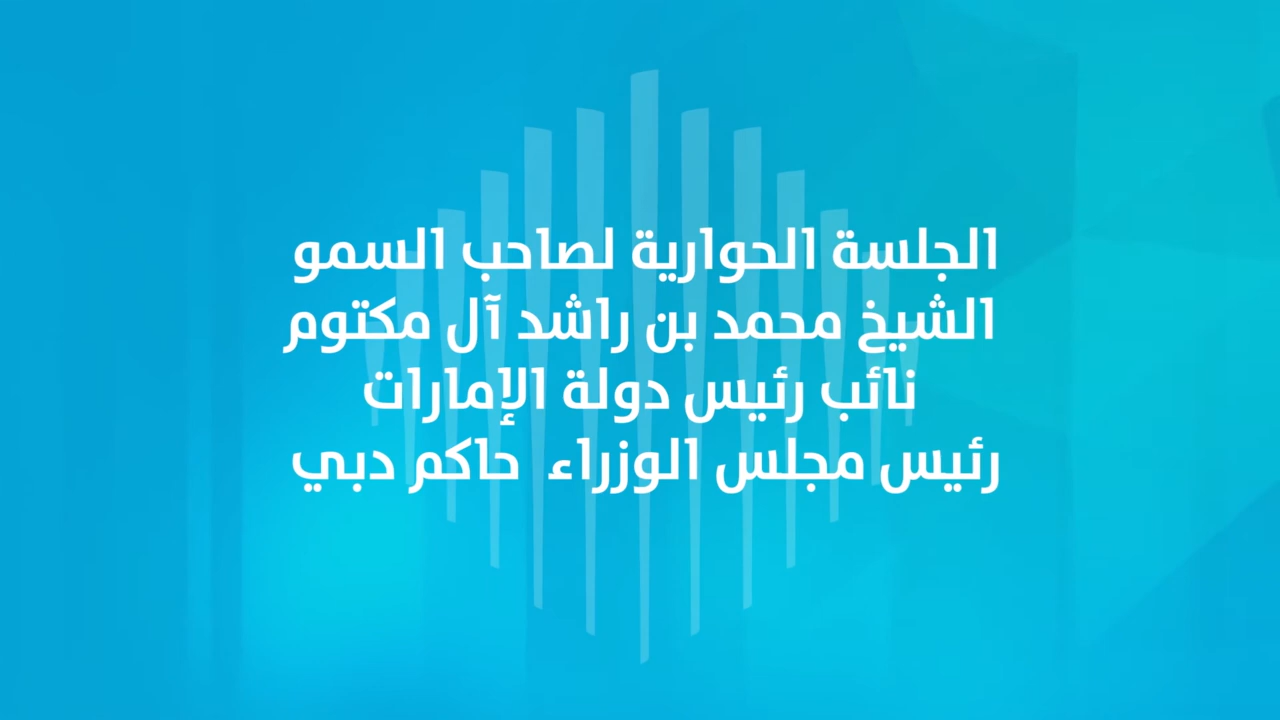 الجلسة الحوارية لصاحب السمو
الشيخ محمد بن راشد آل مكتوم
نائب رئيس دولة الإمارات
رئيس مجلس الوزراء حاكم دبي